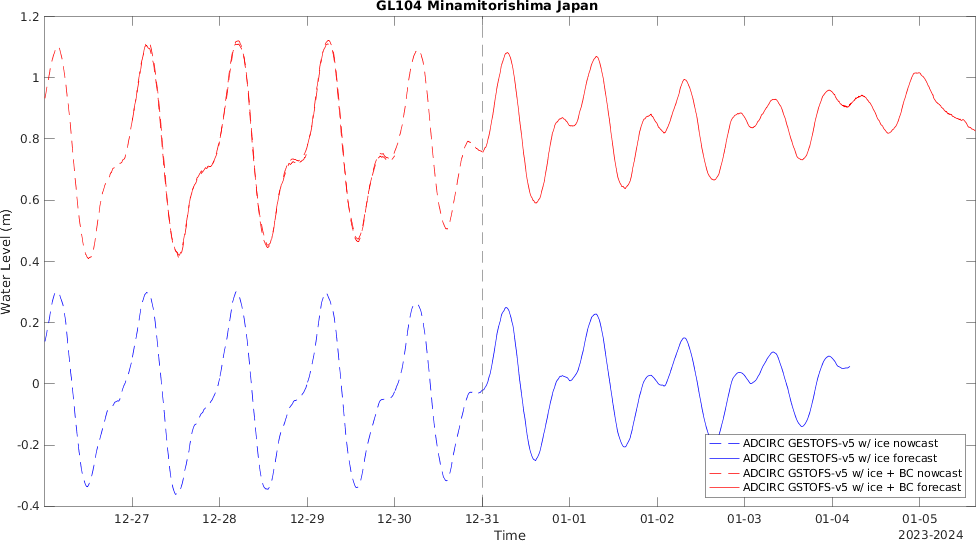 GL104 Minamitorishima Japan
1.2
1
0.8
0.6
0.4
0.2
0
-0.2
-0.4
Water Level (m)
12-27 12-28 12-29 12-30 12-31 01-01 01-02 01-03 01-04 01-05
Time
2023-2024
ADCIRC GESTOFS-v5 w/ ice nowcast
ADCIRC GESTOFS-v5 w/ ice forecast
ADCIRC GSTOFS-v5 w/ ice + BC nowcast
ADCIRC GSTOFS-v5 w/ ice + BC forecast